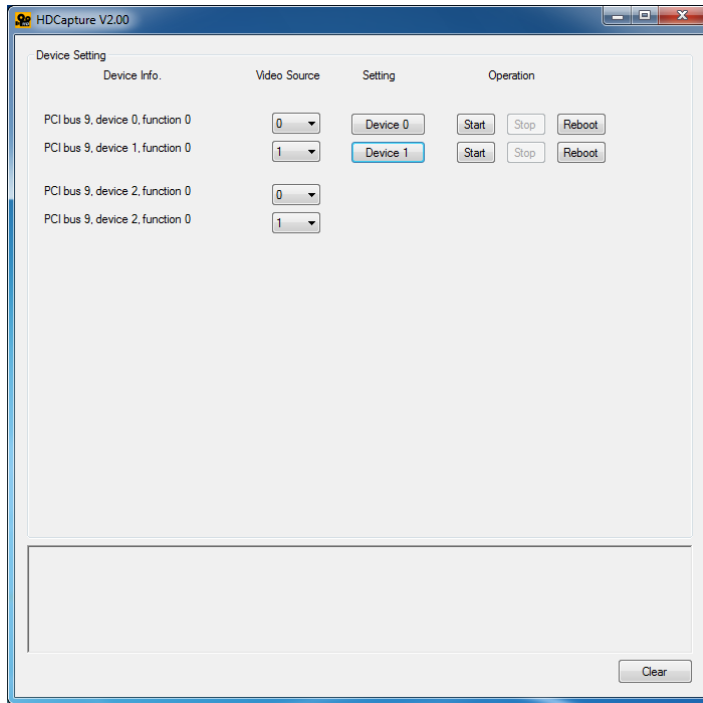 HDCapture V2.00
Device Setting
Device Info. Video Source Setting Operation
PCI bus 9, device 0, function 0 0 Device 0 Start Stop Reboot
PCI bus 9, device 1, function 0 1 Device 1 Start Stop Reboot
PCI bus 9, device 2, function 0 0
PCI bus 9, device 2, function 0 1
Clear